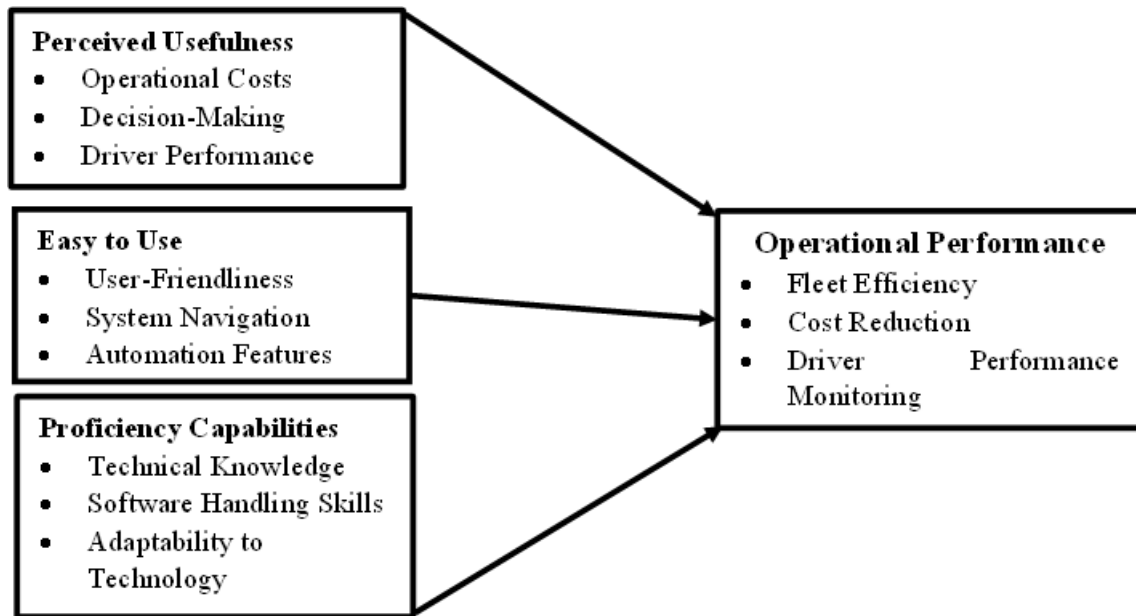 Perceived Usefulness
• Operational Costs
• Decision-Making
• Driver Performance
Easy to Use
• User-Friendliness
• System Navigation
• Automation Features
Proficiency Capabilities
• Technical Knowledge
• Software Handling Skills
• Adaptability to
Technology
Operational Performance
• Fleet Efficiency
• Cost Reduction
• Driver Performance
Monitoring